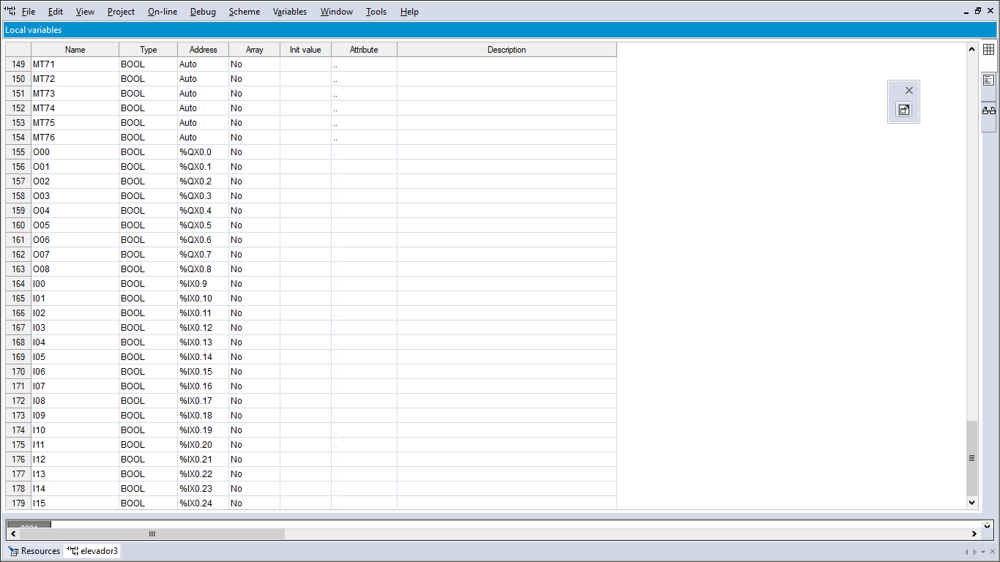 File Edit View Project On-line Debug Scheme Variables Window Tools Help
Local variables
Name Type Address Array Init value Attribute Description
149 MT71 BOOL Auto No ..
150 MT72 BOOL Auto No ..
151 MT73 BOOL Auto No ..
152 MT74 BOOL Auto No ..
153 MT75 BOOL Auto No ..
154 MT76 BOOL Auto No ..
155 O00 BOOL %QX0.0 No ..
156 O01 BOOL %QX0.1 No ..
157 O02 BOOL %QX0.2 No ..
158 O03 BOOL %QX0.3 No ..
159 O04 BOOL %QX0.4 No ..
160 O05 BOOL %QX0.5 No ..
161 O06 BOOL %QX0.6 No ..
162 O07 BOOL %QX0.7 No ..
163 O08 BOOL %QX0.8 No ..
164 I00 BOOL %IX0.9 No ..
165 I01 BOOL %IX0.10 No ..
166 I02 BOOL %IX0.11 No ..
167 I03 BOOL %IX0.12 No ..
168 I04 BOOL %IX0.13 No ..
169 I05 BOOL %IX0.14 No ..
170 I06 BOOL %IX0.15 No ..
171 I07 BOOL %IX0.16 No ..
172 I08 BOOL %IX0.17 No ..
173 I09 BOOL %IX0.18 No ..
174 I10 BOOL %IX0.19 No ..
175 I11 BOOL %IX0.20 No ..
176 I12 BOOL %IX0.21 No ..
177 I13 BOOL %IX0.22 No ..
178 I14 BOOL %IX0.23 No ..
179 I15 BOOL %IX0.24 No ..
Resources elevador3